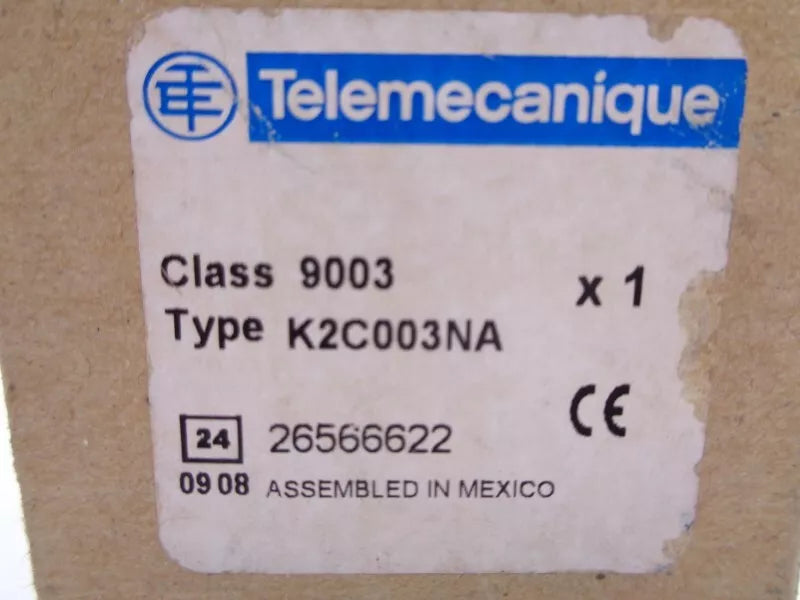 Telemecanique
Class 9003
x 1
Type K2C003NA
CE
24 26566622
09 08 ASSEMBLED IN MEXICO